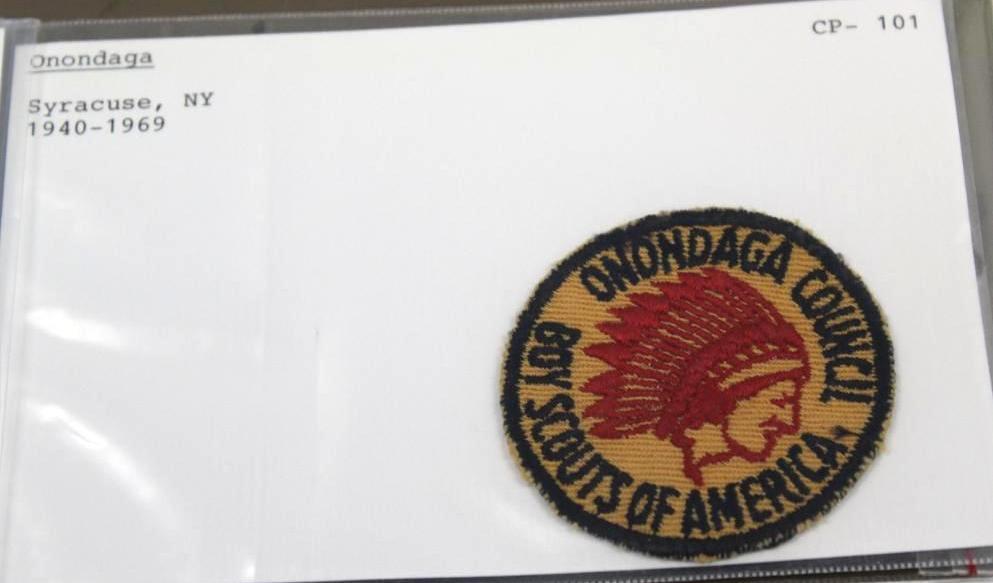 Onondaga
CP- 101
Syracuse, NY
1940-1969
ONONDAGA COUNCIL
BOY SCOUTS OF AMERICA